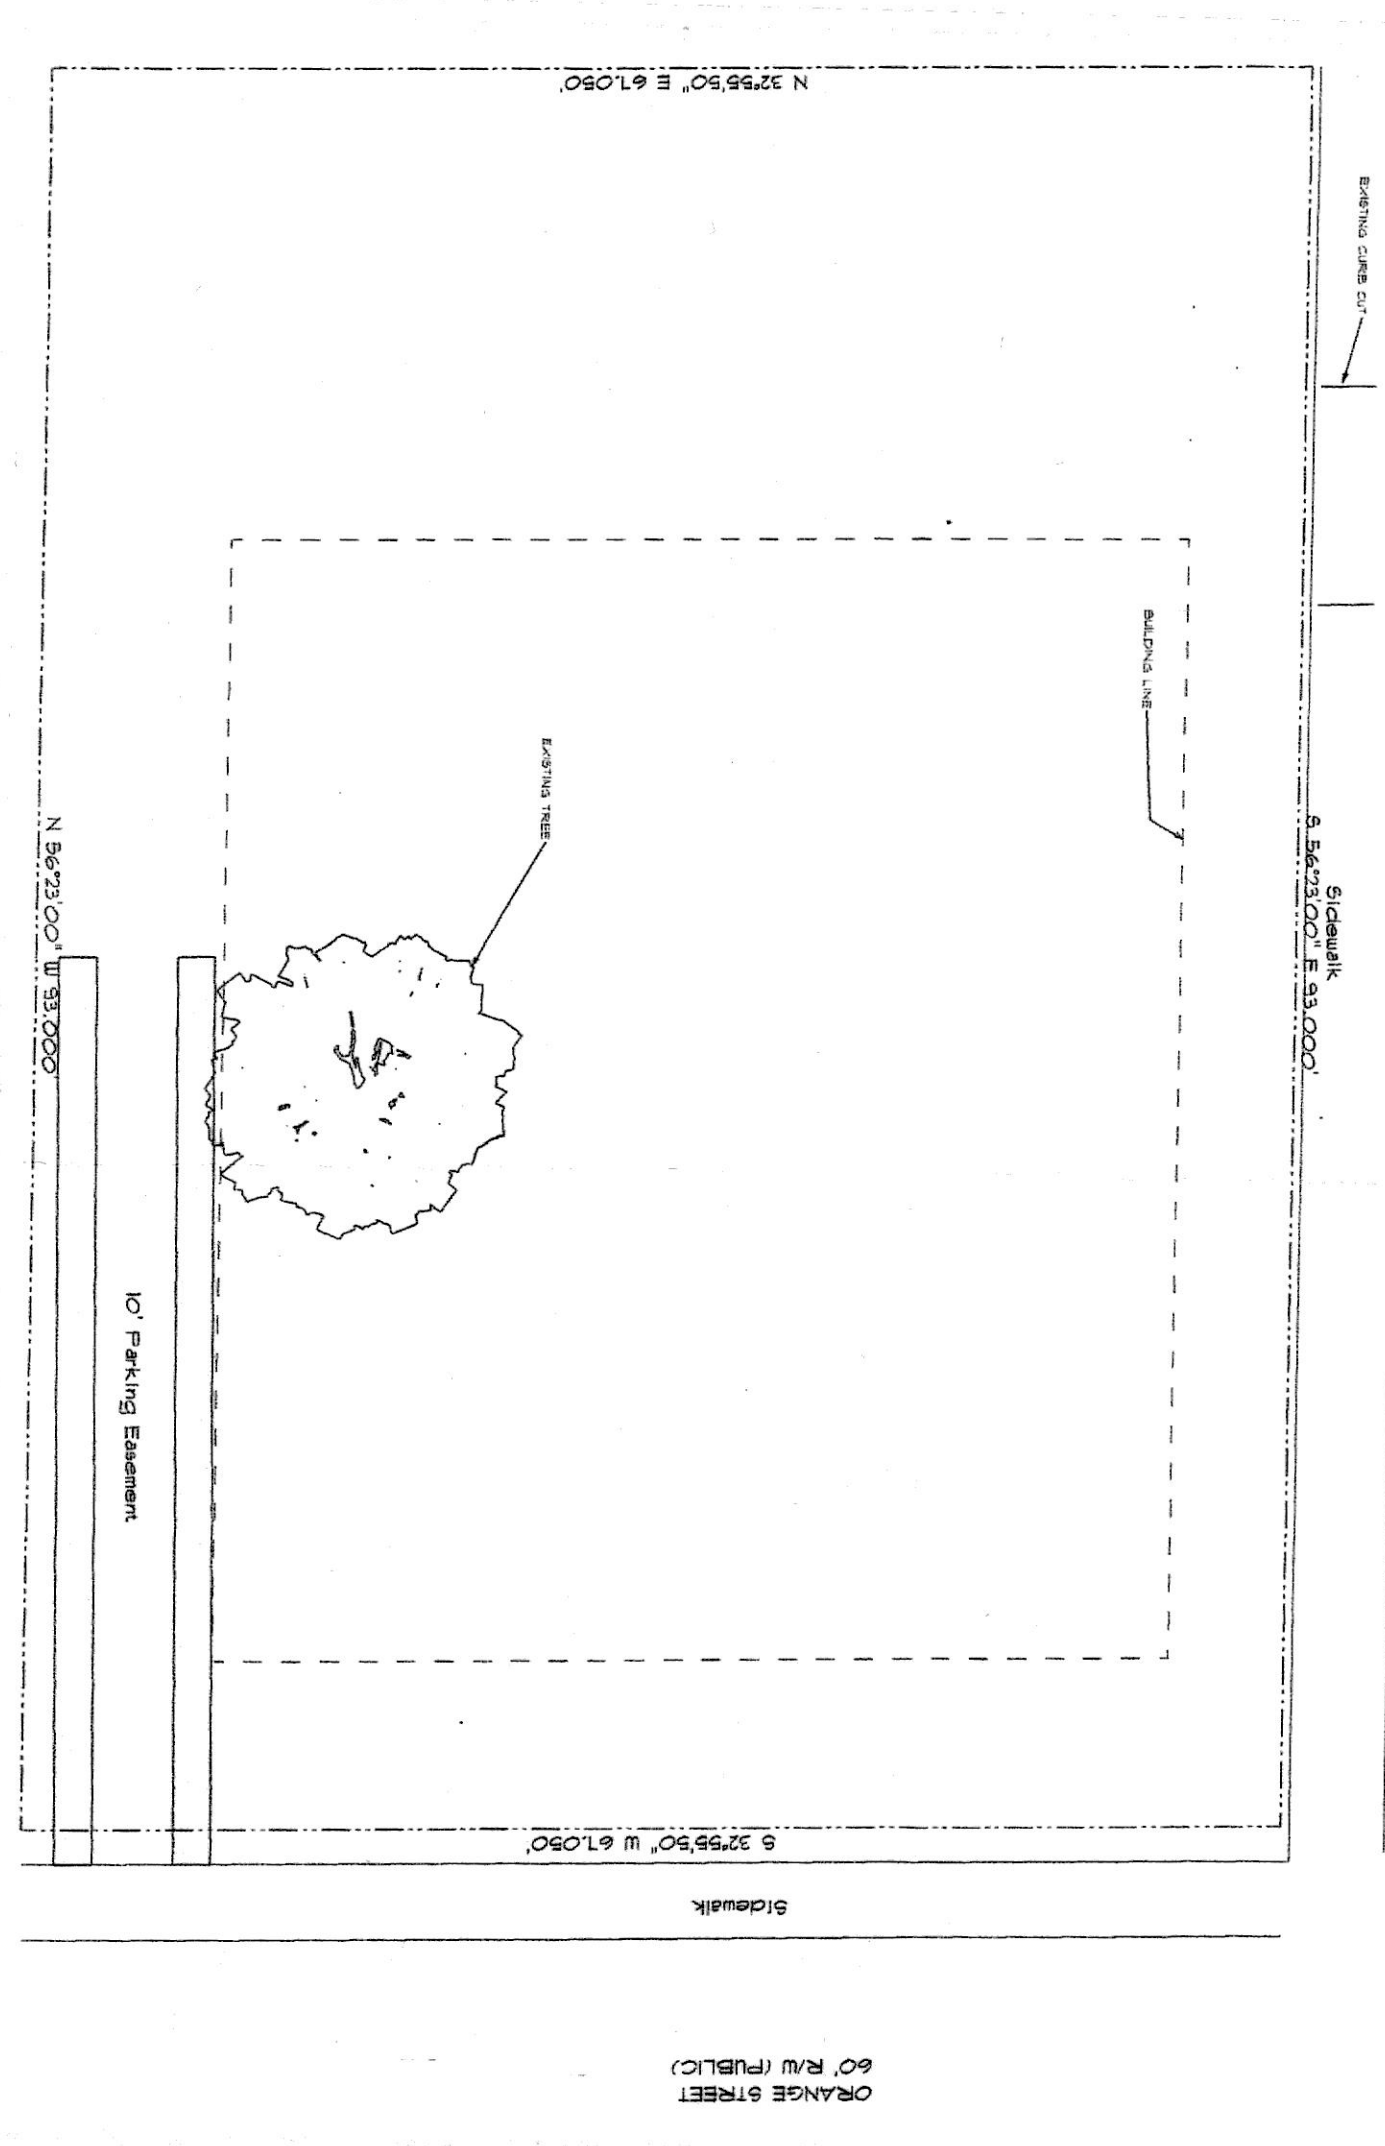 N 32°55'50" E 67.050'
EXISTING CURB CUT
BUILDING LINE
EXISTING TREE
N 56°23'00" W 93.000'
S 56°23'00" E 93.000'
Sidewalk
10' Parking Easement
S 32°55'50" W 67.050'
Sidewalk
ORANGE STREET
60' R/W (PUBLIC)